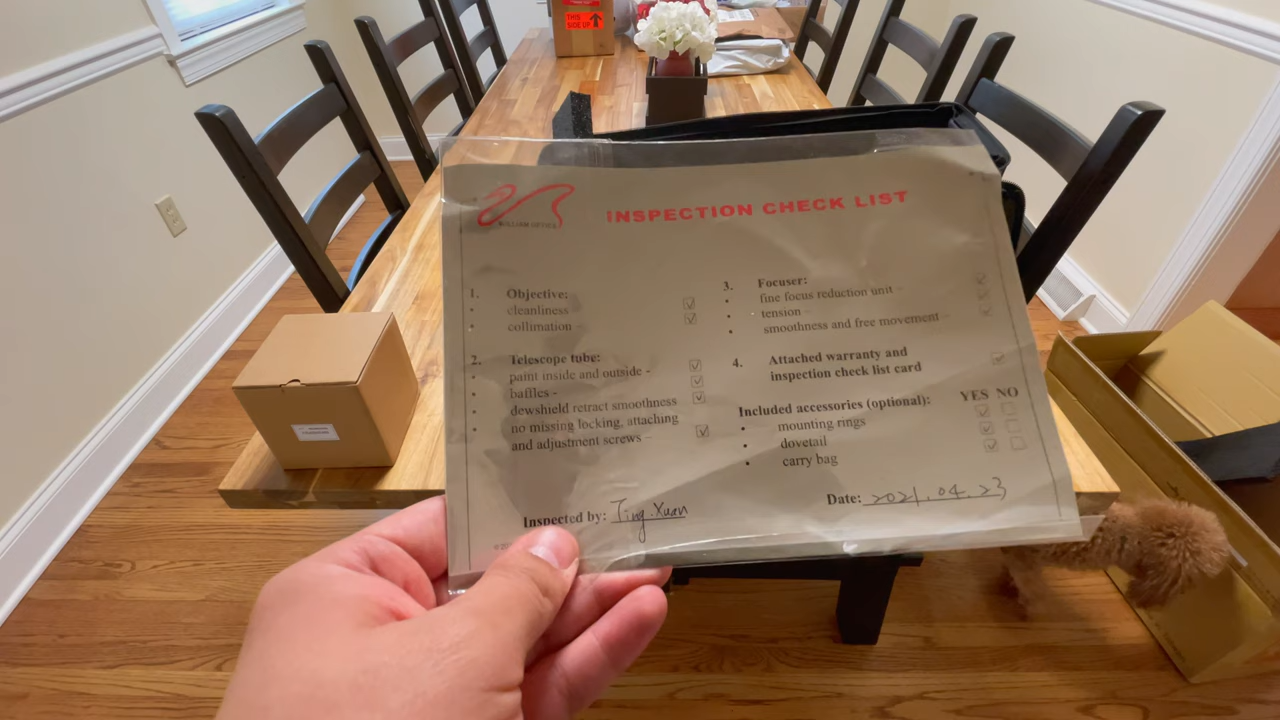 THIS
SIDE UP
WILLIAM OPTICS
INSPECTION CHECK LIST
1. Objective:
• cleanliness
• collimation –
2. Telescope tube:
• paint inside and outside -
• baffles -
• dewshield retract smoothness
• no missing locking, attaching
and adjustment screws –
3. Focuser:
• fine focus reduction unit –
• tension –
• smoothness and free movement –
4. Attached warranty and
inspection check list card
Included accessories (optional): YES NO
• mounting rings
• dovetail
• carry bag
Inspected by: Ting.Xuan
Date: 2021.04.23